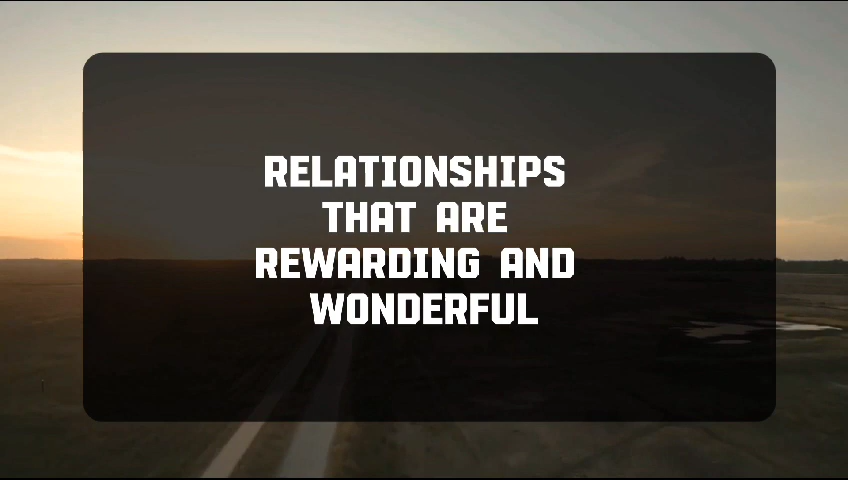 RELATIONSHIPS
THAT ARE
REWARDING AND
WONDERFUL